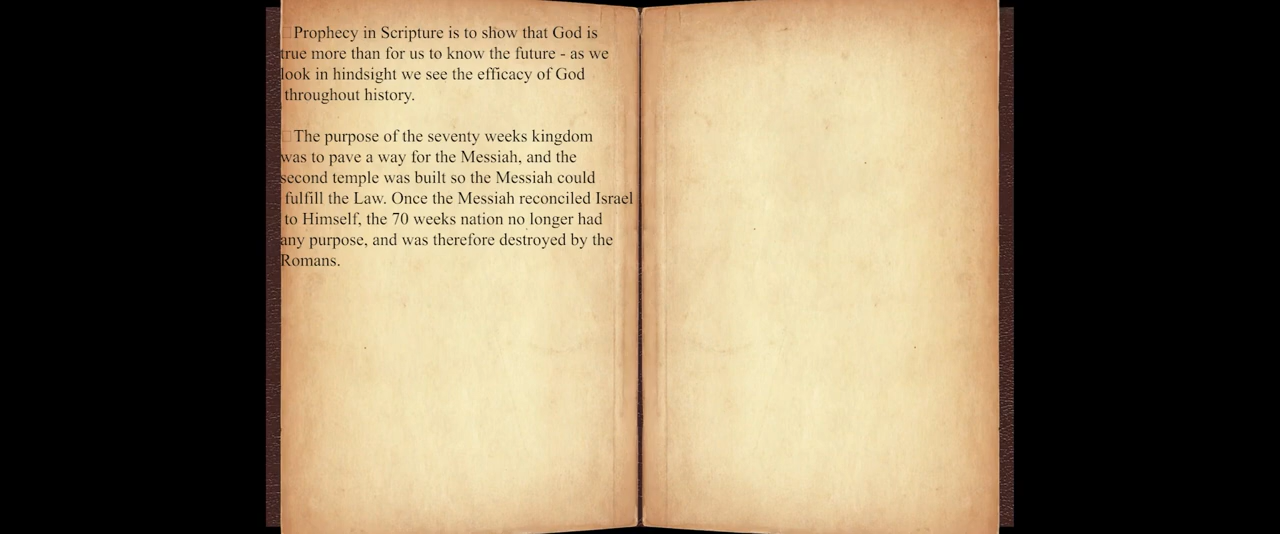 Prophecy in Scripture is to show that God is
true more than for us to know the future - as we
look in hindsight we see the efficacy of God
throughout history.
The purpose of the seventy weeks kingdom
was to pave a way for the Messiah, and the
second temple was built so the Messiah could
fulfill the Law. Once the Messiah reconciled Israel
to Himself, the 70 weeks nation no longer had
any purpose, and was therefore destroyed by the
Romans.